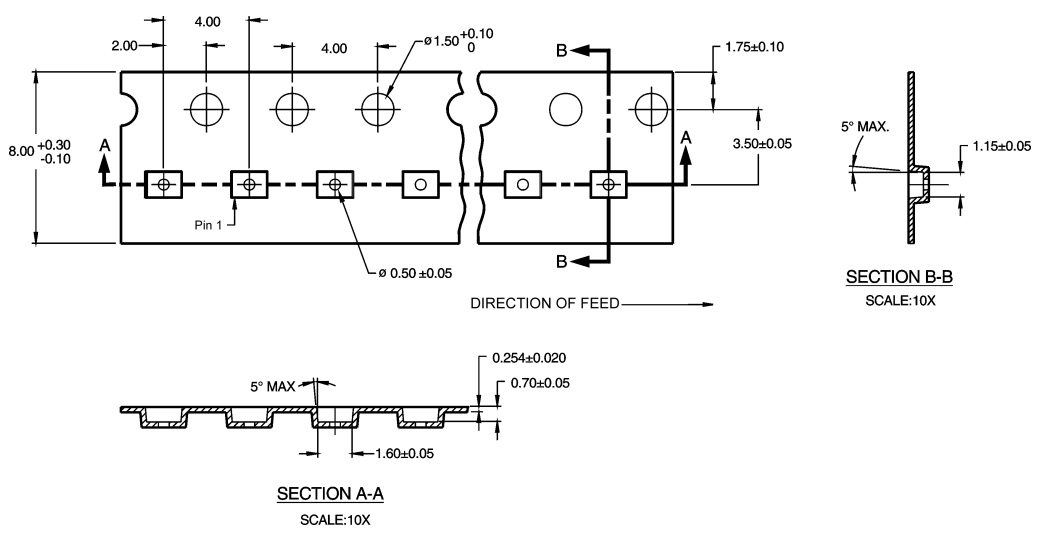 4.00
2.00
4.00
ø1.50 +0.10
0
B
1.75±0.10
8.00 +0.30
-0.10
A
A
3.50±0.05
5° MAX.
1.15±0.05
Pin 1
B
ø 0.50 ±0.05
DIRECTION OF FEED
SECTION B-B
SCALE:10X
0.254±0.020
5° MAX
0.70±0.05
1.60±0.05
SECTION A-A
SCALE:10X